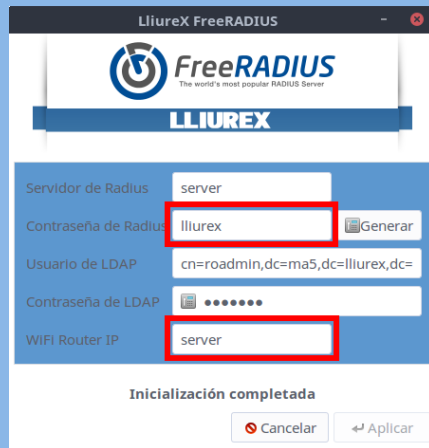 LliureX FreeRADIUS
FreeRADIUS
The world's most popular RADIUS Server
LLIUREX
Servidor de Radius server
Contraseña de Radius lliurex Generar
Usuario de LDAP cn=roadmin,dc=ma5,dc=lliurex,dc=
Contraseña de LDAP •••••••
WIFI Router IP server
Inicialización completada
Cancelar Aplicar